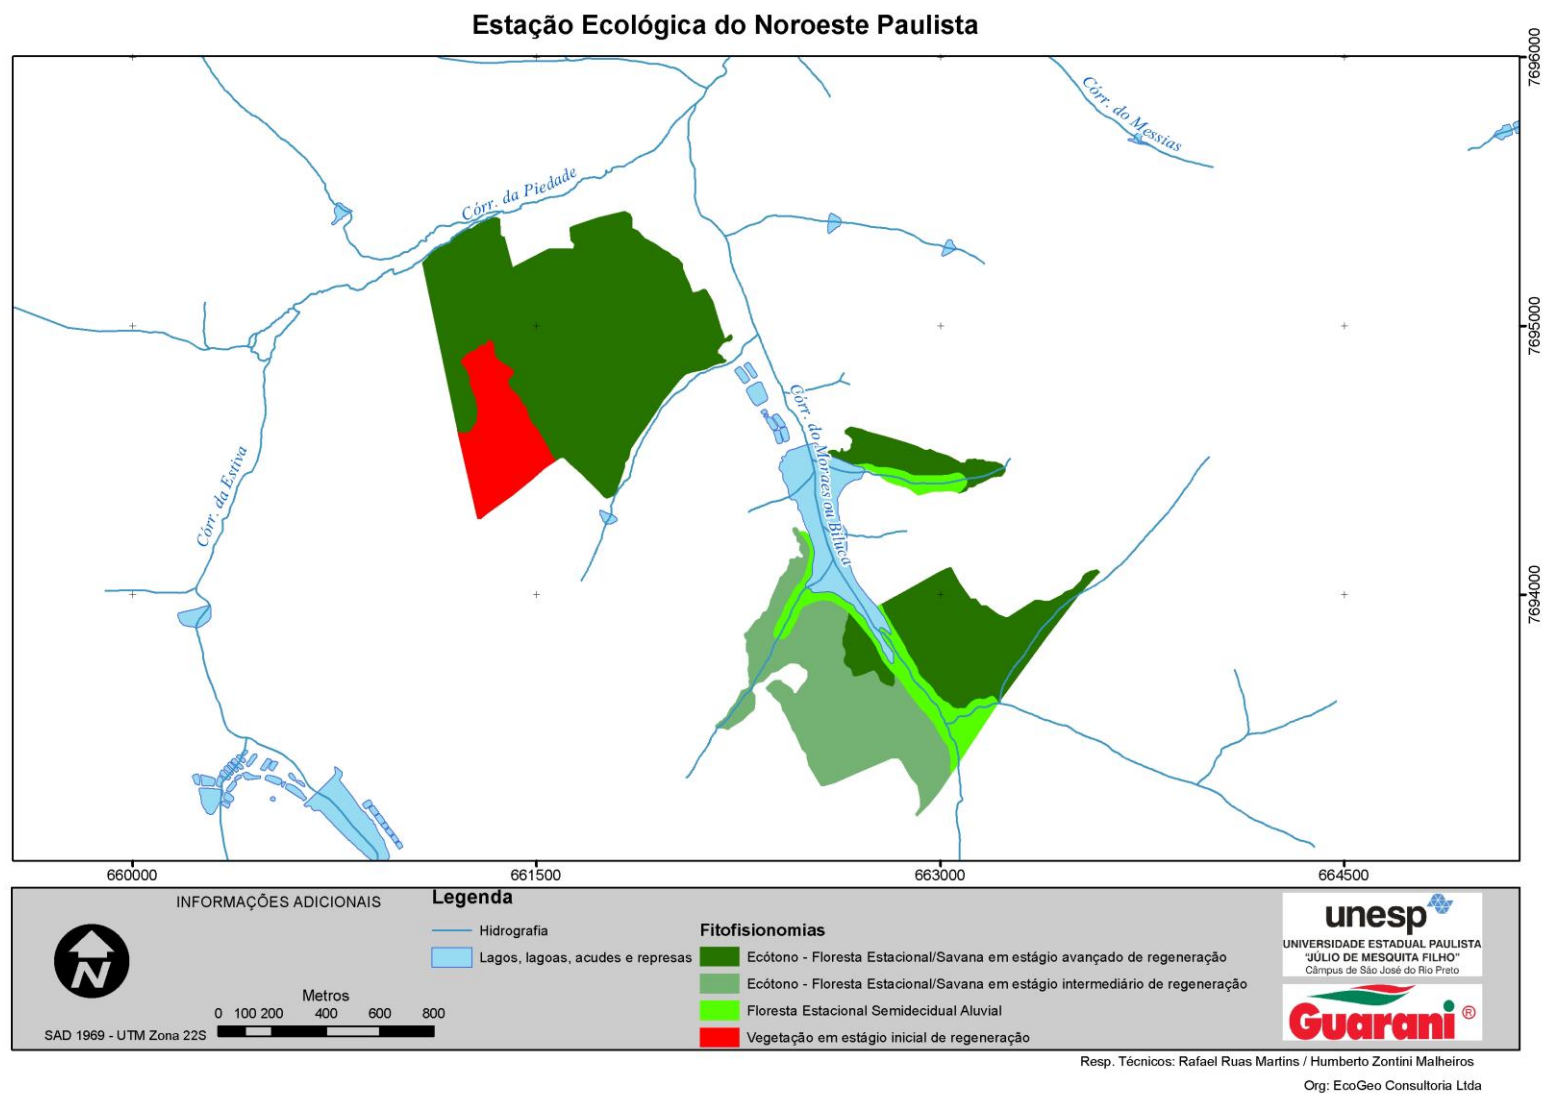 Estação Ecológica do Noroeste Paulista
7696000
Córr. do Messias
Córr. da Piedade
7695000
Córr. do Moraes ou Biluca
Córr. da Estiva
7694000
660000
661500
663000
664500
INFORMAÇÕES ADICIONAIS
N
Metros
0 100 200 400 600 800
SAD 1969 - UTM Zona 22S
Legenda
Hidrografia
Lagos, lagoas, acudes e represas
Fitofisionomias
Ecótono - Floresta Estacional/Savana em estágio avançado de regeneração
Ecótono - Floresta Estacional/Savana em estágio intermediário de regeneração
Floresta Estacional Semidecidual Aluvial
Vegetação em estágio inicial de regeneração
unesp
UNIVERSIDADE ESTADUAL PAULISTA
"JÚLIO DE MESQUITA FILHO"
Câmpus de São José do Rio Preto
Guarani ®
Resp. Técnicos: Rafael Ruas Martins / Humberto Zontini Malheiros
Org: EcoGeo Consultoria Ltda